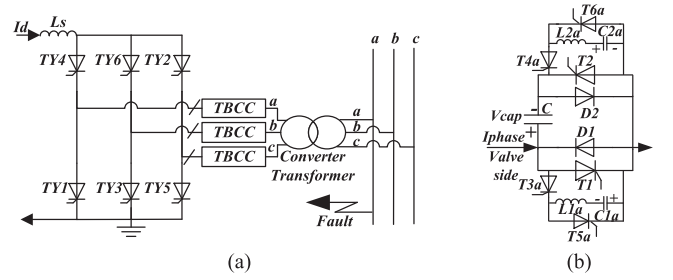 Id Ls
TY4 TY6 TY2
TBCC a
TBCC b
TBCC c
a b c
a
b
c
Converter
Transformer
TY1 TY3 TY5
Fault
(a)
T6a
L2a C2a
+ -
T4a T2
D2
Vcap - C
+
Iphase
Valve
side
D1
T1
T3a
L1a - +
C1a
T5a
(b)